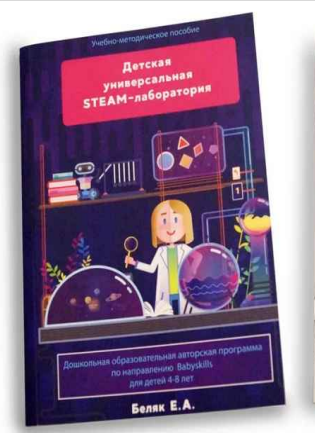 Учебно-методическое пособие
Детская
универсальная
STEAM-лаборатория
1
Дошкольная образовательная авторская программа
по направлению Babyskills
для детей 4-8 лет
Беляк Е.А.